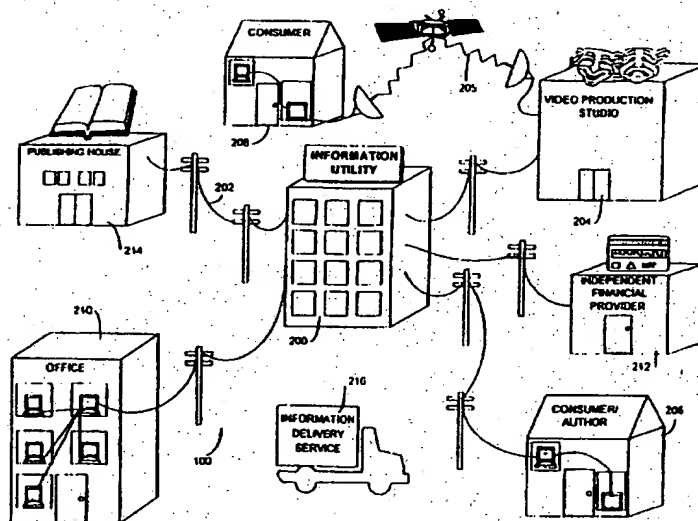 CONSUMER
208
205
VIDEO PRODUCTION
STUDIO
204
PUBLISHING HOUSE
214
202
INFORMATION
UTILITY
200
INDEPENDENT
FINANCIAL
PROVIDER
212
210
OFFICE
100
216
INFORMATION
DELIVERY
SERVICE
CONSUMER/
AUTHOR
206